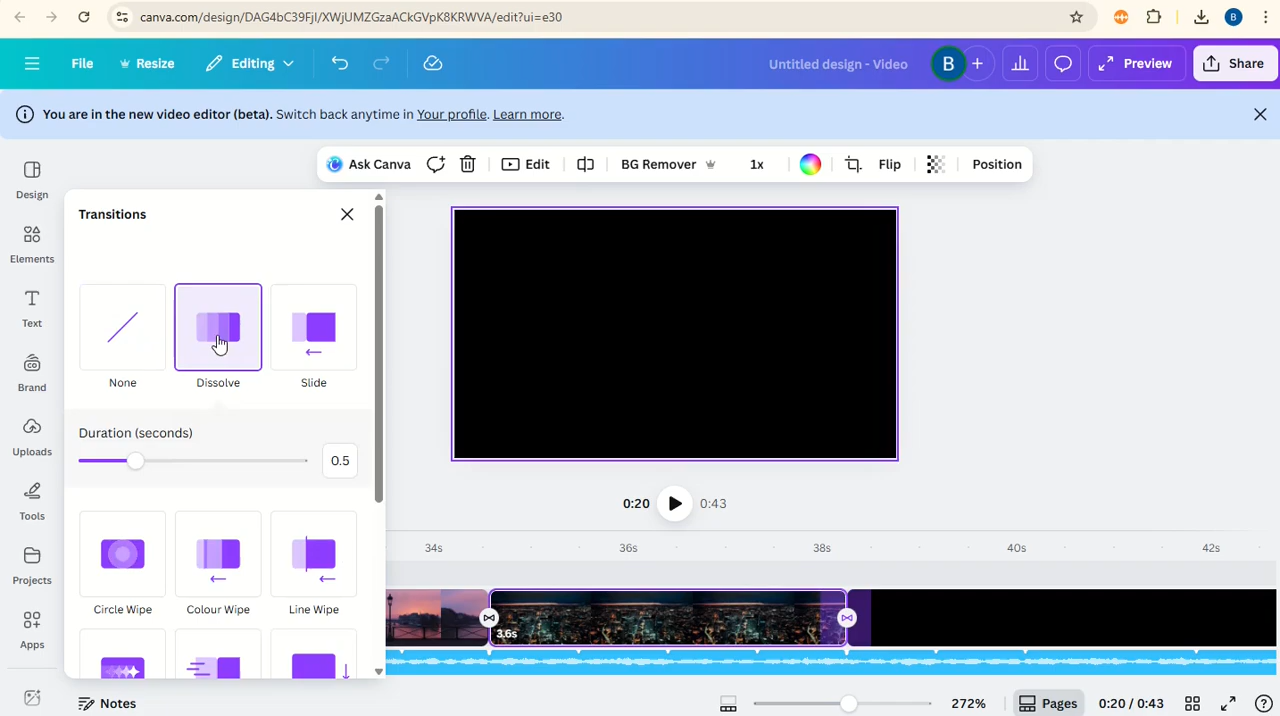 canva.com/design/DAG4bC39FjI/XWjUMZGzaACkGVpK8KRWVA/edit?ui=e30
B
File
Resize
Editing
Untitled design - Video
B
+
Preview
Share
You are in the new video editor (beta). Switch back anytime in Your profile. Learn more.
Ask Canva
Edit
BG Remover
1x
Flip
Position
Design
Elements
Text
Brand
Uploads
Tools
Projects
Apps
Transitions
None
Dissolve
Slide
Duration (seconds)
0.5
Circle Wipe
Colour Wipe
Line Wipe
0:20
0:43
34s
36s
38s
40s
42s
3.6s
Notes
272%
Pages
0:20 / 0:43